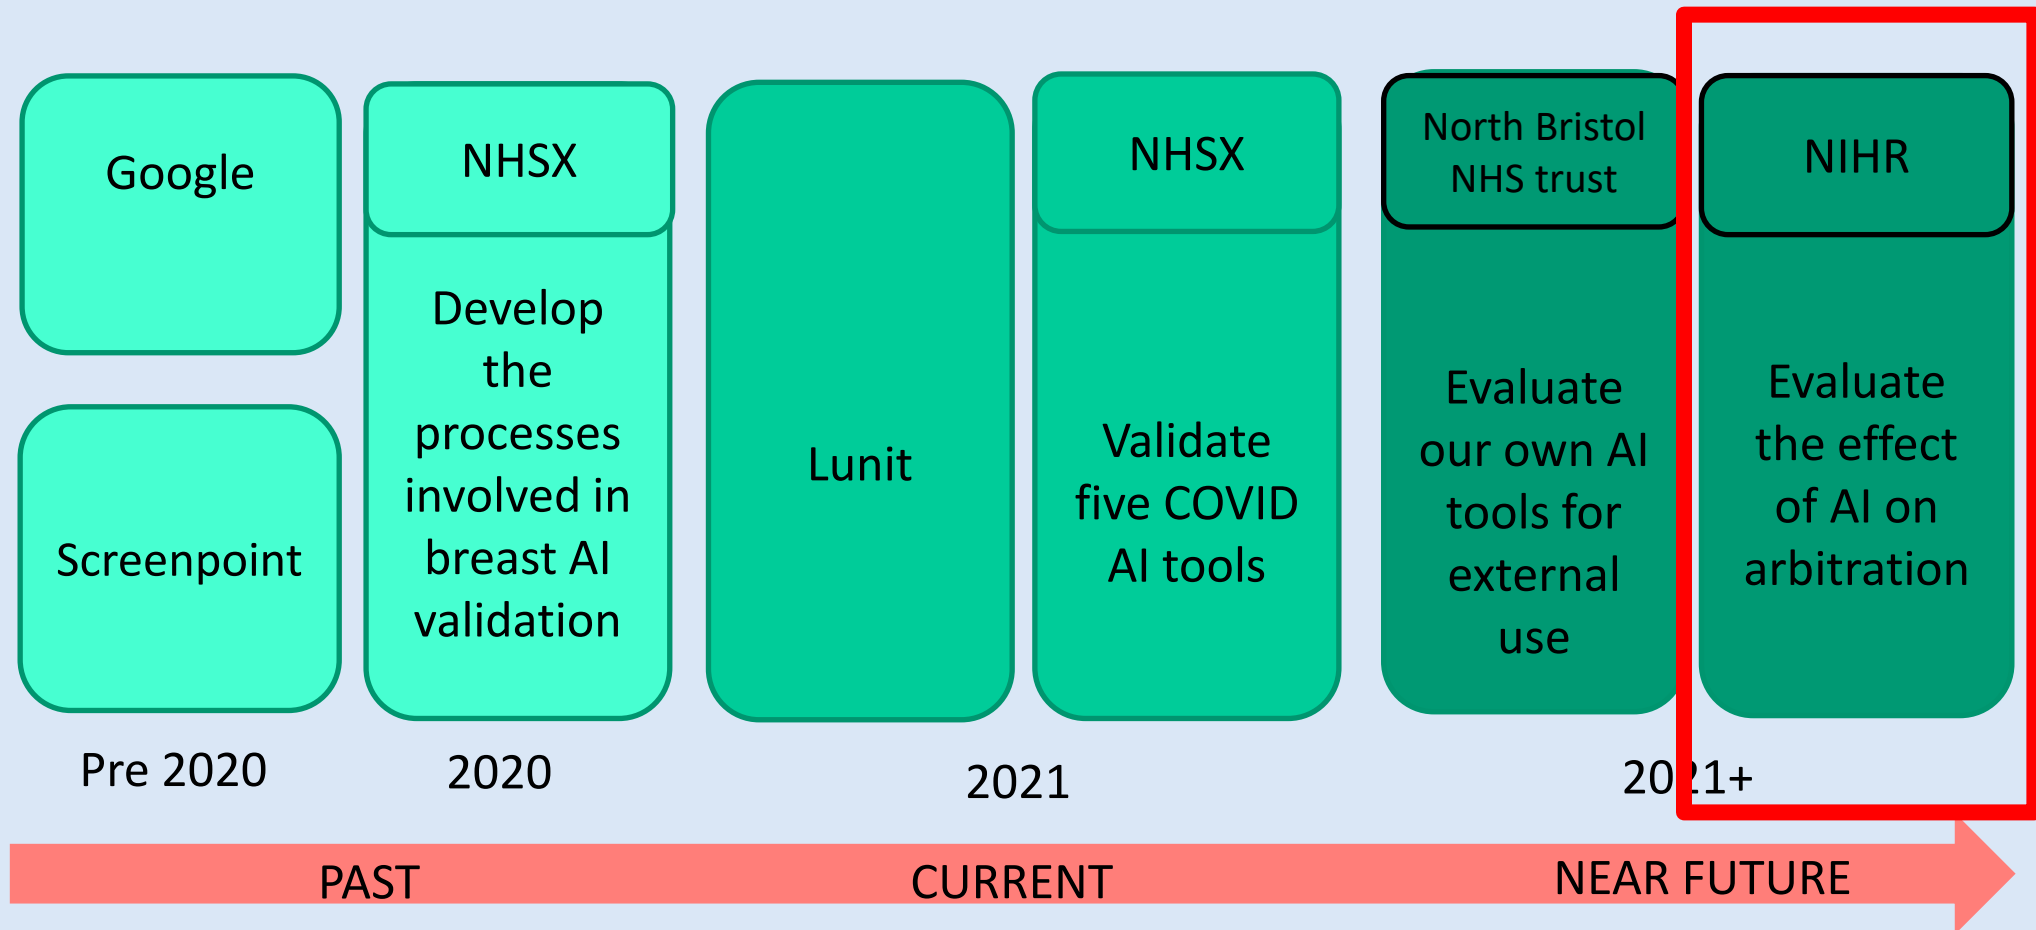 Google
Screenpoint
Pre 2020
NHSX
Develop
the
processes
involved in
breast AI
validation
2020
Lunit
NHSX
Validate
five COVID
AI tools
2021
North Bristol
NHS trust
Evaluate
our own AI
tools for
external
use
NIHR
Evaluate
the effect
of AI on
arbitration
2021+
PAST
CURRENT
NEAR FUTURE